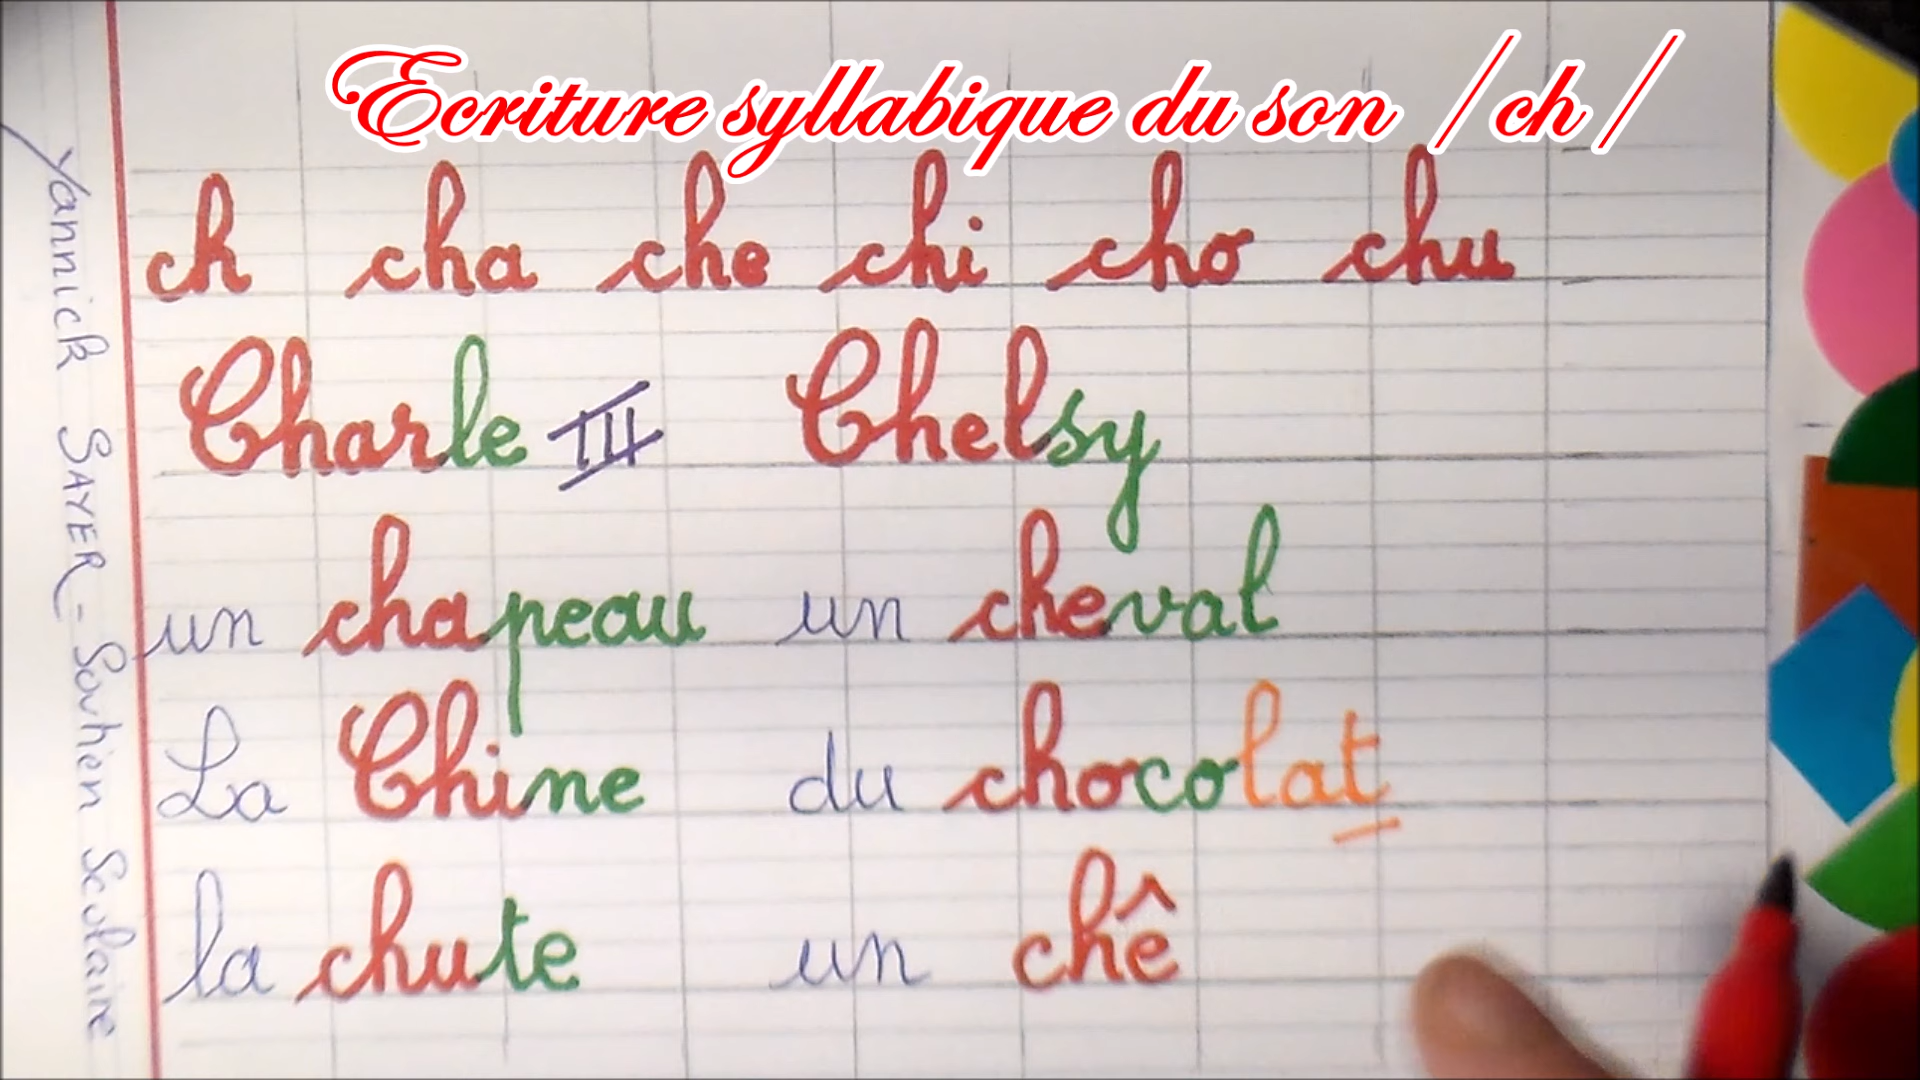 Ecriture syllabique du son /ch/
ch cha che chi cho chu
Charle III Chelsy
un chapeau un cheval
La Chine du chocolat
la chute un chê
Yannick SAYER - Soutien Scolaire